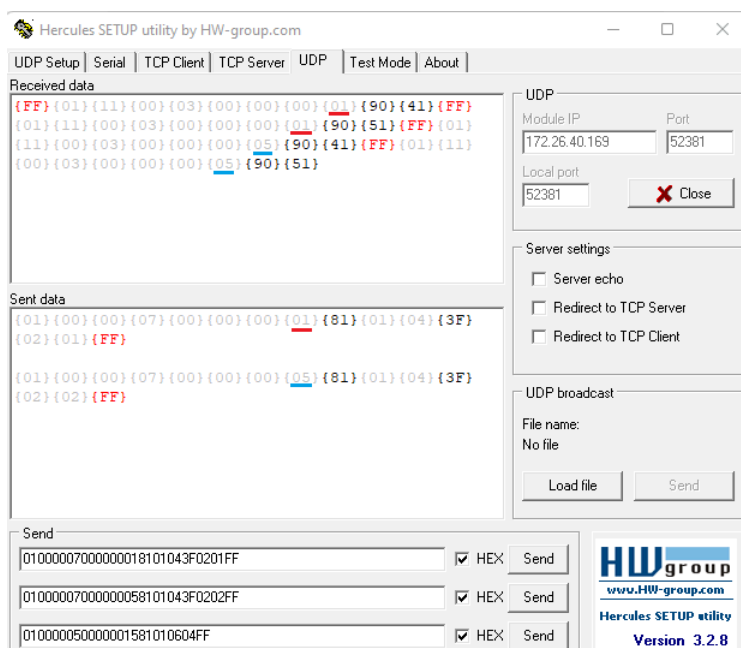 Hercules SETUP utility by HW-group.com
UDP Setup Serial TCP Client TCP Server UDP Test Mode About
Received data
{FF}{01}{11}{00}{03}{00}{00}{00}{01}{90}{41}{FF}
{01}{11}{00}{03}{00}{00}{00}{01}{90}{51}{FF}{01}
{11}{00}{03}{00}{00}{00}{05}{90}{41}{FF}{01}{11}
{00}{03}{00}{00}{00}{05}{90}{51}
UDP
Module IP Port
172.26.40.169 52381
Local port
52381 Close
Server settings
Server echo
Redirect to TCP Server
Redirect to TCP Client
Sent data
{01}{00}{00}{07}{00}{00}{00}{01}{81}{01}{04}{3F}
{02}{01}{FF}
{01}{00}{00}{07}{00}{00}{00}{05}{81}{01}{04}{3F}
{02}{02}{FF}
UDP broadcast
File name:
No file
Load file Send
Send
01000007000000018101043F0201FF HEX Send
01000007000000058101043F0202FF HEX Send
010000050000001581010604FF HEX Send
HW group
www.HW-group.com
Hercules SETUP utility
Version 3.2.8